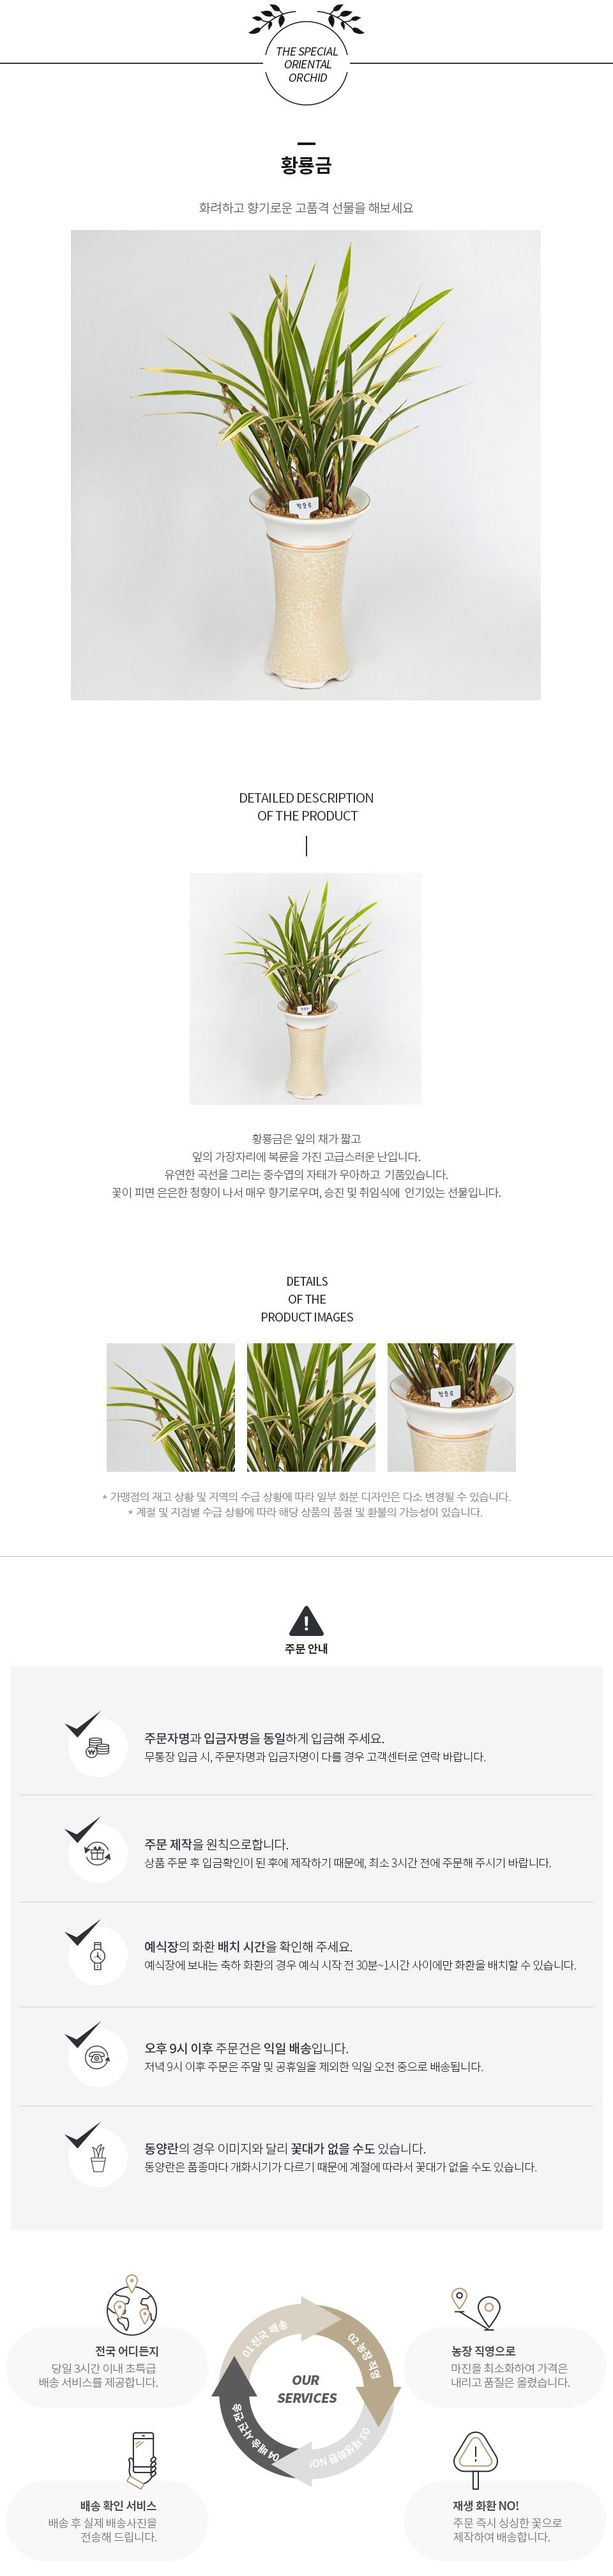 THE SPECIAL
ORIENTAL
ORCHID
황룡금
화려하고 향기로운 고품격 선물을 해보세요
황룡금
DETAILED DESCRIPTION
OF THE PRODUCT
황룡금
황룡금은 잎의 채가 짧고
잎의 가장자리에 복륜을 가진 고급스러운 난입니다.
유연한 곡선을 그리는 중수엽의 자태가 우아하고 기품있습니다.
꽃이 피면 은은한 청향이 나서 매우 향기로우며, 승진 및 취임식에 인기있는 선물입니다.
DETAILS
OF THE
PRODUCT IMAGES
황룡금
* 가맹점의 재고 상황 및 지역의 수급 상황에 따라 일부 화분 디자인은 다소 변경될 수 있습니다.
* 계절 및 지점별 수급 상황에 따라 해당 상품의 품절 및 환불의 가능성이 있습니다.
주문 안내
주문자명과 입금자명을 동일하게 입금해 주세요.
무통장 입금 시, 주문자명과 입금자명이 다를 경우 고객센터로 연락 바랍니다.
주문 제작을 원칙으로합니다.
상품 주문 후 입금확인이 된 후에 제작하기 때문에, 최소 3시간 전에 주문해 주시기 바랍니다.
예식장의 화환 배치 시간을 확인해 주세요.
예식장에 보내는 축하 화환의 경우 예식 시작 전 30분~1시간 사이에만 화환을 배치할 수 있습니다.
오후 9시 이후 주문건은 익일 배송입니다.
저녁 9시 이후 주문은 주말 및 공휴일을 제외한 익일 오전 중으로 배송됩니다.
동양란의 경우 이미지와 달리 꽃대가 없을 수도 있습니다.
동양란은 품종마다 개화시기가 다르기 때문에 계절에 따라서 꽃대가 없을 수도 있습니다.
전국 어디든지
당일 3시간 이내 초특급
배송 서비스를 제공합니다.
01 전국 배송
02 농장 직영
OUR
SERVICES
03 재생화환 NO!
04 배송 사진 전송
농장 직영으로
마진을 최소화하여 가격은
내리고 품질은 올렸습니다.
배송 확인 서비스
배송 후 실제 배송사진을
전송해 드립니다.
재생 화환 NO!
주문 즉시 싱싱한 꽃으로
제작하여 배송합니다.